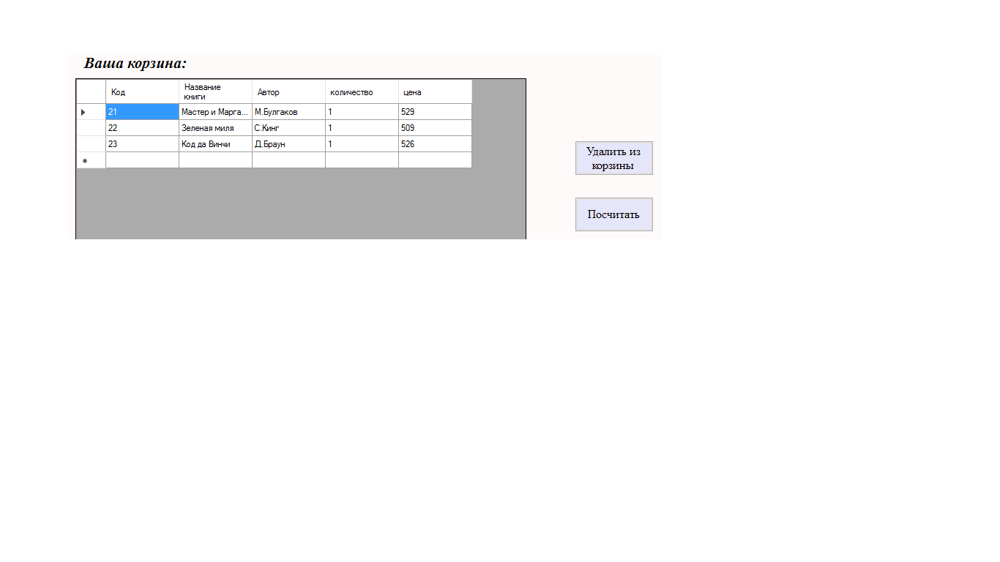 Ваша корзина:
Код Название книги Автор количество цена
21 Мастер и Марга... М.Булгаков 1 529
22 Зеленая миля С.Кинг 1 509
23 Код да Винчи Д.Браун 1 526
Удалить из
корзины
Посчитать